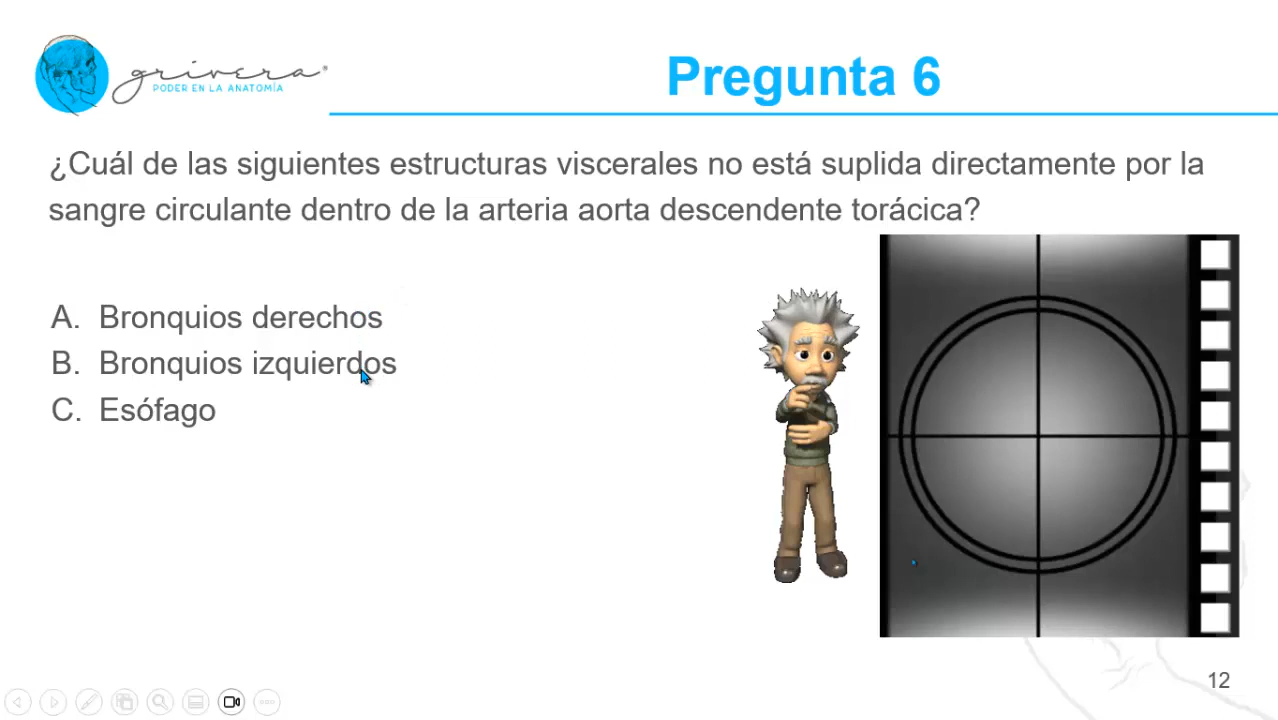 grivera®
PODER EN LA ANATOMÍA
Pregunta 6
¿Cuál de las siguientes estructuras viscerales no está suplida directamente por la
sangre circulante dentro de la arteria aorta descendente torácica?
A. Bronquios derechos
B. Bronquios izquierdos
C. Esófago
12